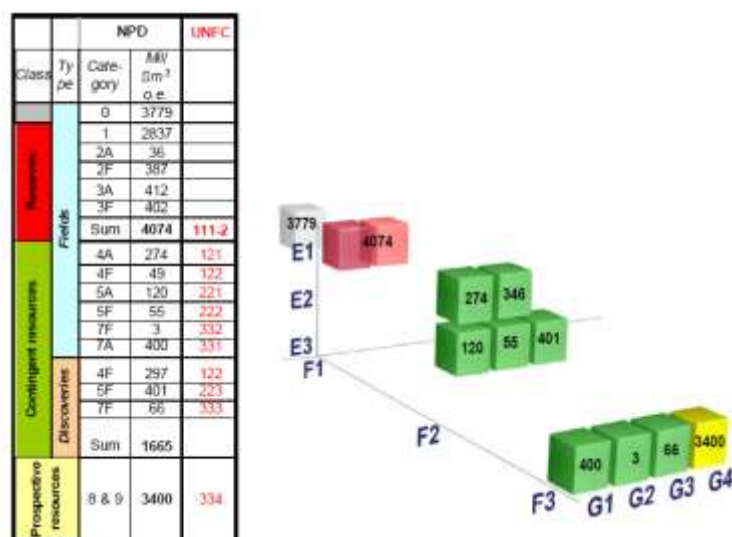 NPD UNFC
Class Ty pe Cate- gory Mill Sm3 o.e.
0 3779
1 2837
2A 36
2F 387
3A 412
3F 402
Sum 4074 111-2
4A 274 121
4F 49 122
5A 120 221
5F 55 222
7F 3 332
7A 400 331
4F 297 122
5F 401 223
7F 66 333
Sum 1665
8 & 9 3400 334
Reserves
Contingent resources
Prospective resources
Fields
Discoveries
3779
4074
E1
E2
274 346
E3
120 55 401
F1
F2
F3
400 3 66 3400
G1 G2 G3 G4